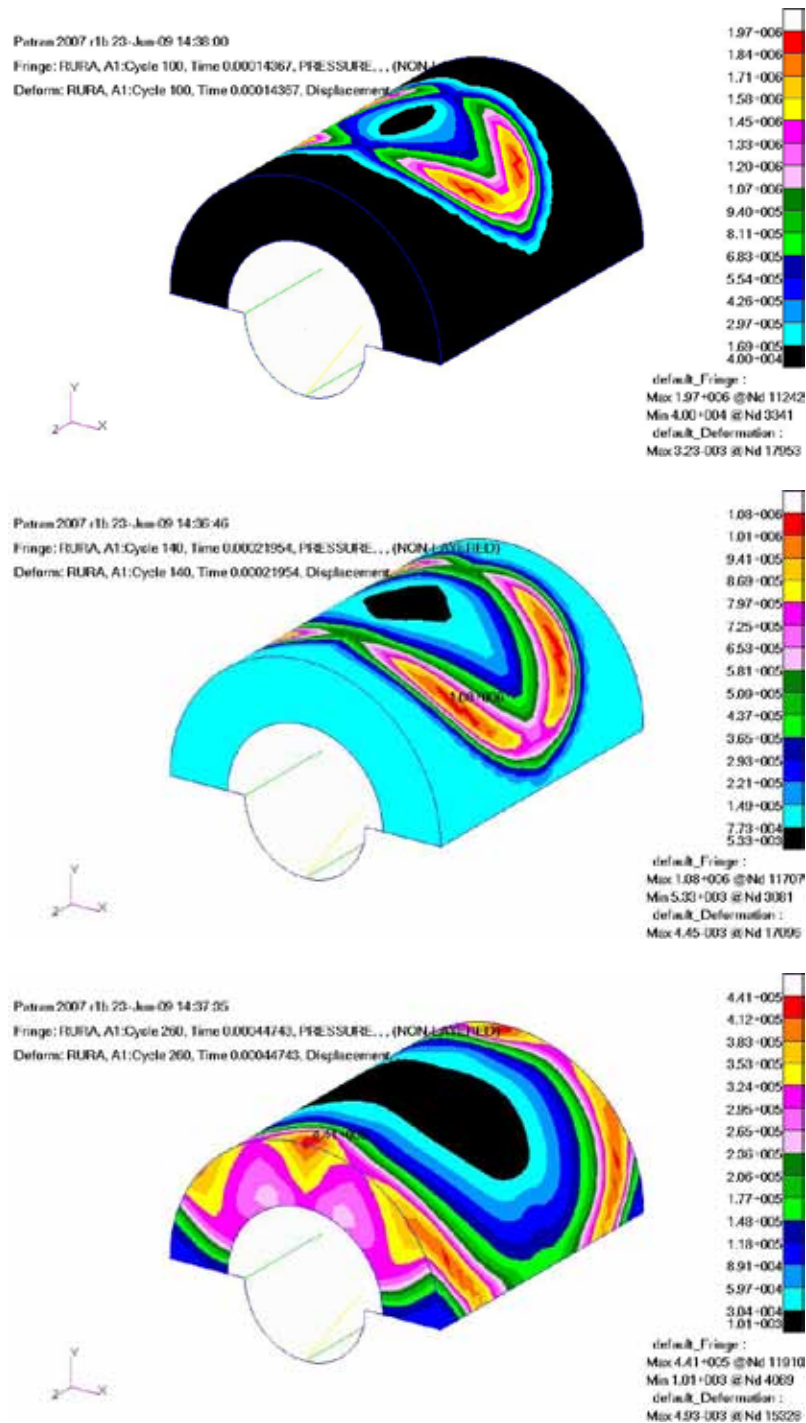 Patran 2007 r1b 23-Jun-09 14:38:00
Fringe: RURA, A1:Cycle 100, Time 0.00014367, PRESSURE, , , (NON-L
Deform: RURA, A1:Cycle 100, Time 0.00014367, Displacement,
1.97+006
1.84+006
1.71+006
1.58+006
1.45+006
1.33+006
1.20+006
1.07+006
9.40+005
8.11+005
6.83+005
5.54+005
4.26+005
2.97+005
1.69+005
4.00+004
default_Fringe :
Max 1.97+006 @Nd 11242
Min 4.00+004 @Nd 3341
default_Deformation :
Max 3.23-003 @Nd 17953
Y
Z
X
Patran 2007 r1b 23-Jun-09 14:36:46
Fringe: RURA, A1:Cycle 140, Time 0.00021954, PRESSURE, , , (NON-LAYERED)
Deform: RURA, A1:Cycle 140, Time 0.00021954, Displacement,
1.08+006
1.08+006
1.01+006
9.41+005
8.69+005
7.97+005
7.25+005
6.53+005
5.81+005
5.09+005
4.37+005
3.65+005
2.93+005
2.21+005
1.49+005
7.73+004
5.33+003
default_Fringe :
Max 1.08+006 @Nd 11707
Min 5.33+003 @Nd 3081
default_Deformation :
Max 4.45-003 @Nd 17096
Y
Z
X
Patran 2007 r1b 23-Jun-09 14:37:35
Fringe: RURA, A1:Cycle 260, Time 0.00044743, PRESSURE, , , (NON-LAYERED)
Deform: RURA, A1:Cycle 260, Time 0.00044743, Displacement,
4.41+005
4.41+005
4.12+005
3.83+005
3.53+005
3.24+005
2.95+005
2.65+005
2.36+005
2.06+005
1.77+005
1.48+005
1.18+005
8.91+004
5.97+004
3.04+004
1.01+003
default_Fringe :
Max 4.41+005 @Nd 11910
Min 1.01+003 @Nd 4069
default_Deformation :
Max 4.93-003 @Nd 15328
Y
Z
X